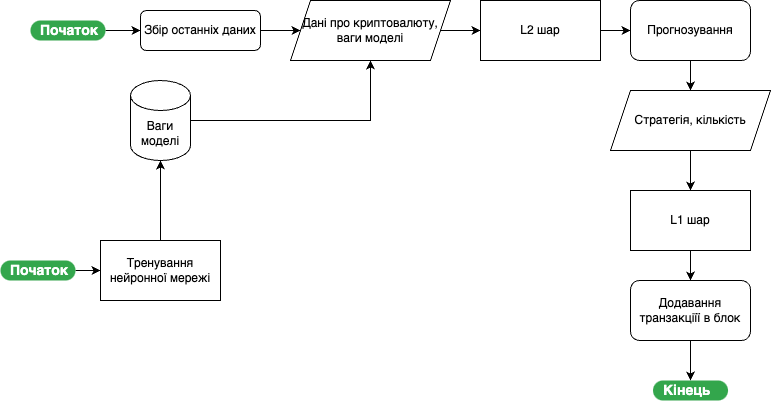 Початок
Збір останніх даних
Дані про криптовалюту,
ваги моделі
L2 шар
Прогнозування
Ваги
моделі
Стратегія, кількість
L1 шар
Початок
Тренування
нейронної мережі
Додавання
транзакціїї в блок
Кінець